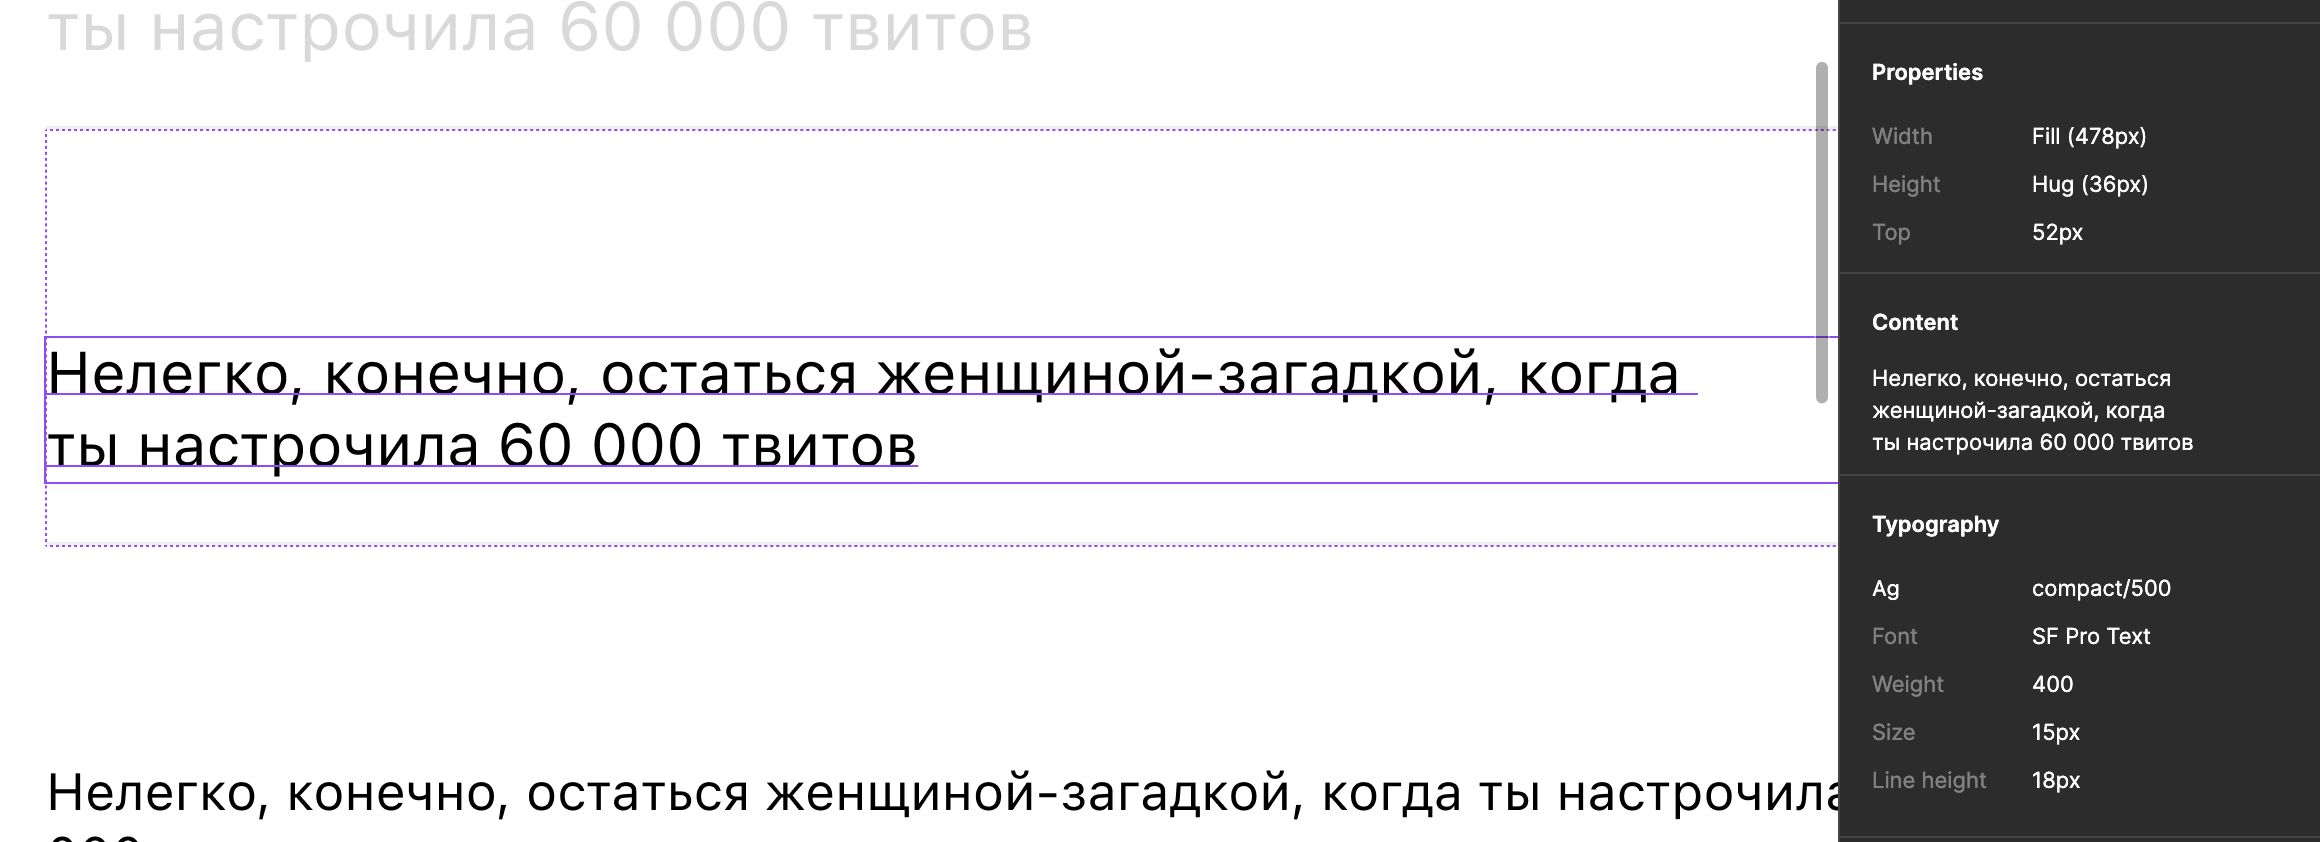 ты настрочила 60 000 твитов
Нелегко, конечно, остаться женщиной-загадкой, когда
ты настрочила 60 000 твитов
Нелегко, конечно, остаться женщиной-загадкой, когда ты настрочила
Properties
Width Fill (478px)
Height Hug (36px)
Top 52px
Content
Нелегко, конечно, остаться
женщиной-загадкой, когда
ты настрочила 60 000 твитов
Typography
Ag compact/500
Font SF Pro Text
Weight 400
Size 15px
Line height 18px